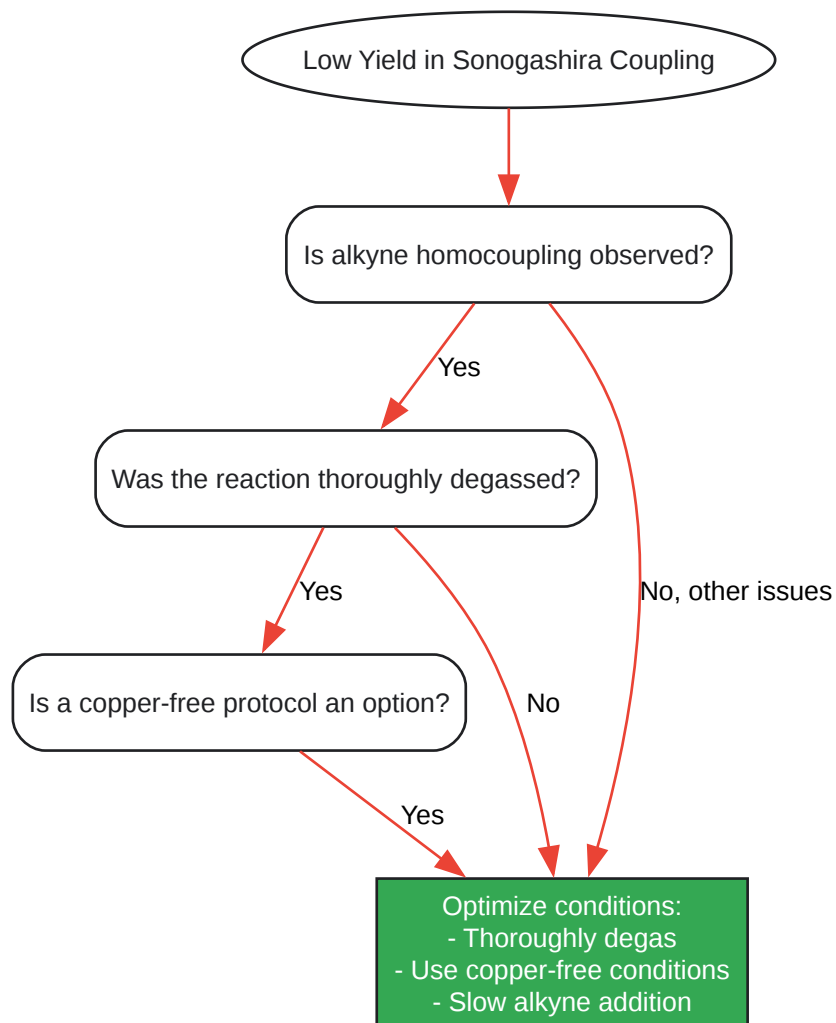 Low Yield in Sonogashira Coupling
Is alkyne homocoupling observed?
Yes
Was the reaction thoroughly degassed?
Yes
No, other issues
Is a copper-free protocol an option?
No
Yes
Optimize conditions:
- Thoroughly degas
- Use copper-free conditions
- Slow alkyne addition